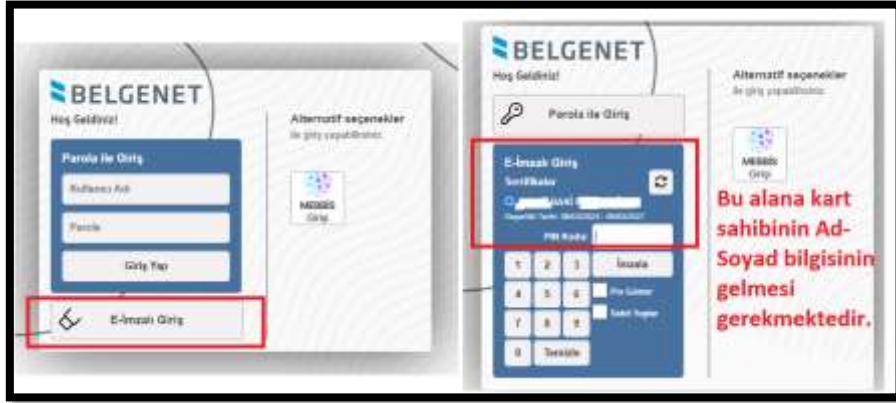 BELGENET
Hoş Geldiniz!
Parola ile Giriş
Kullanıcı Adı
Parola
Giriş Yap
E-İmzalı Giriş
Alternatif seçenekler
ile giriş yapabilirsiniz.
MEBBİS
Giriş
BELGENET
Hoş Geldiniz!
Parola ile Giriş
E-İmzalı Giriş
Sertifikalar
PIN Kodu
1 2 3 İmzala
4 5 6 Pin Göster
7 8 9 Sabit Tuşlar
0 Temizle
Alternatif seçenekler
ile giriş yapabilirsiniz.
MEBBİS
Giriş
Bu alana kart
sahibinin Ad-
Soyad bilgisinin
gelmesi
gerekmektedir.